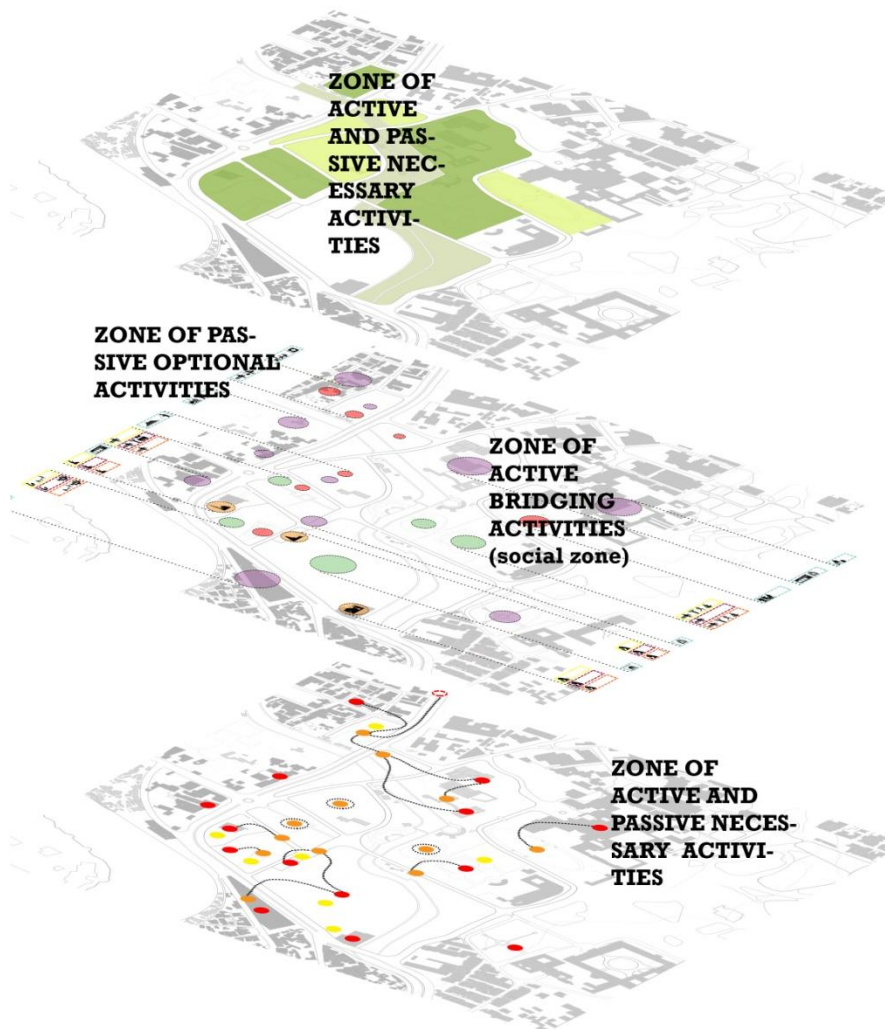 ZONE OF
ACTIVE
AND PAS-
SIVE NEC-
ESSARY
ACTIVI-
TIES
ZONE OF PAS-
SIVE OPTIONAL
ACTIVITIES
ZONE OF
ACTIVE
BRIDGING
ACTIVITIES
(social zone)
ZONE OF
ACTIVE AND
PASSIVE NECES-
SARY ACTIVI-
TIES